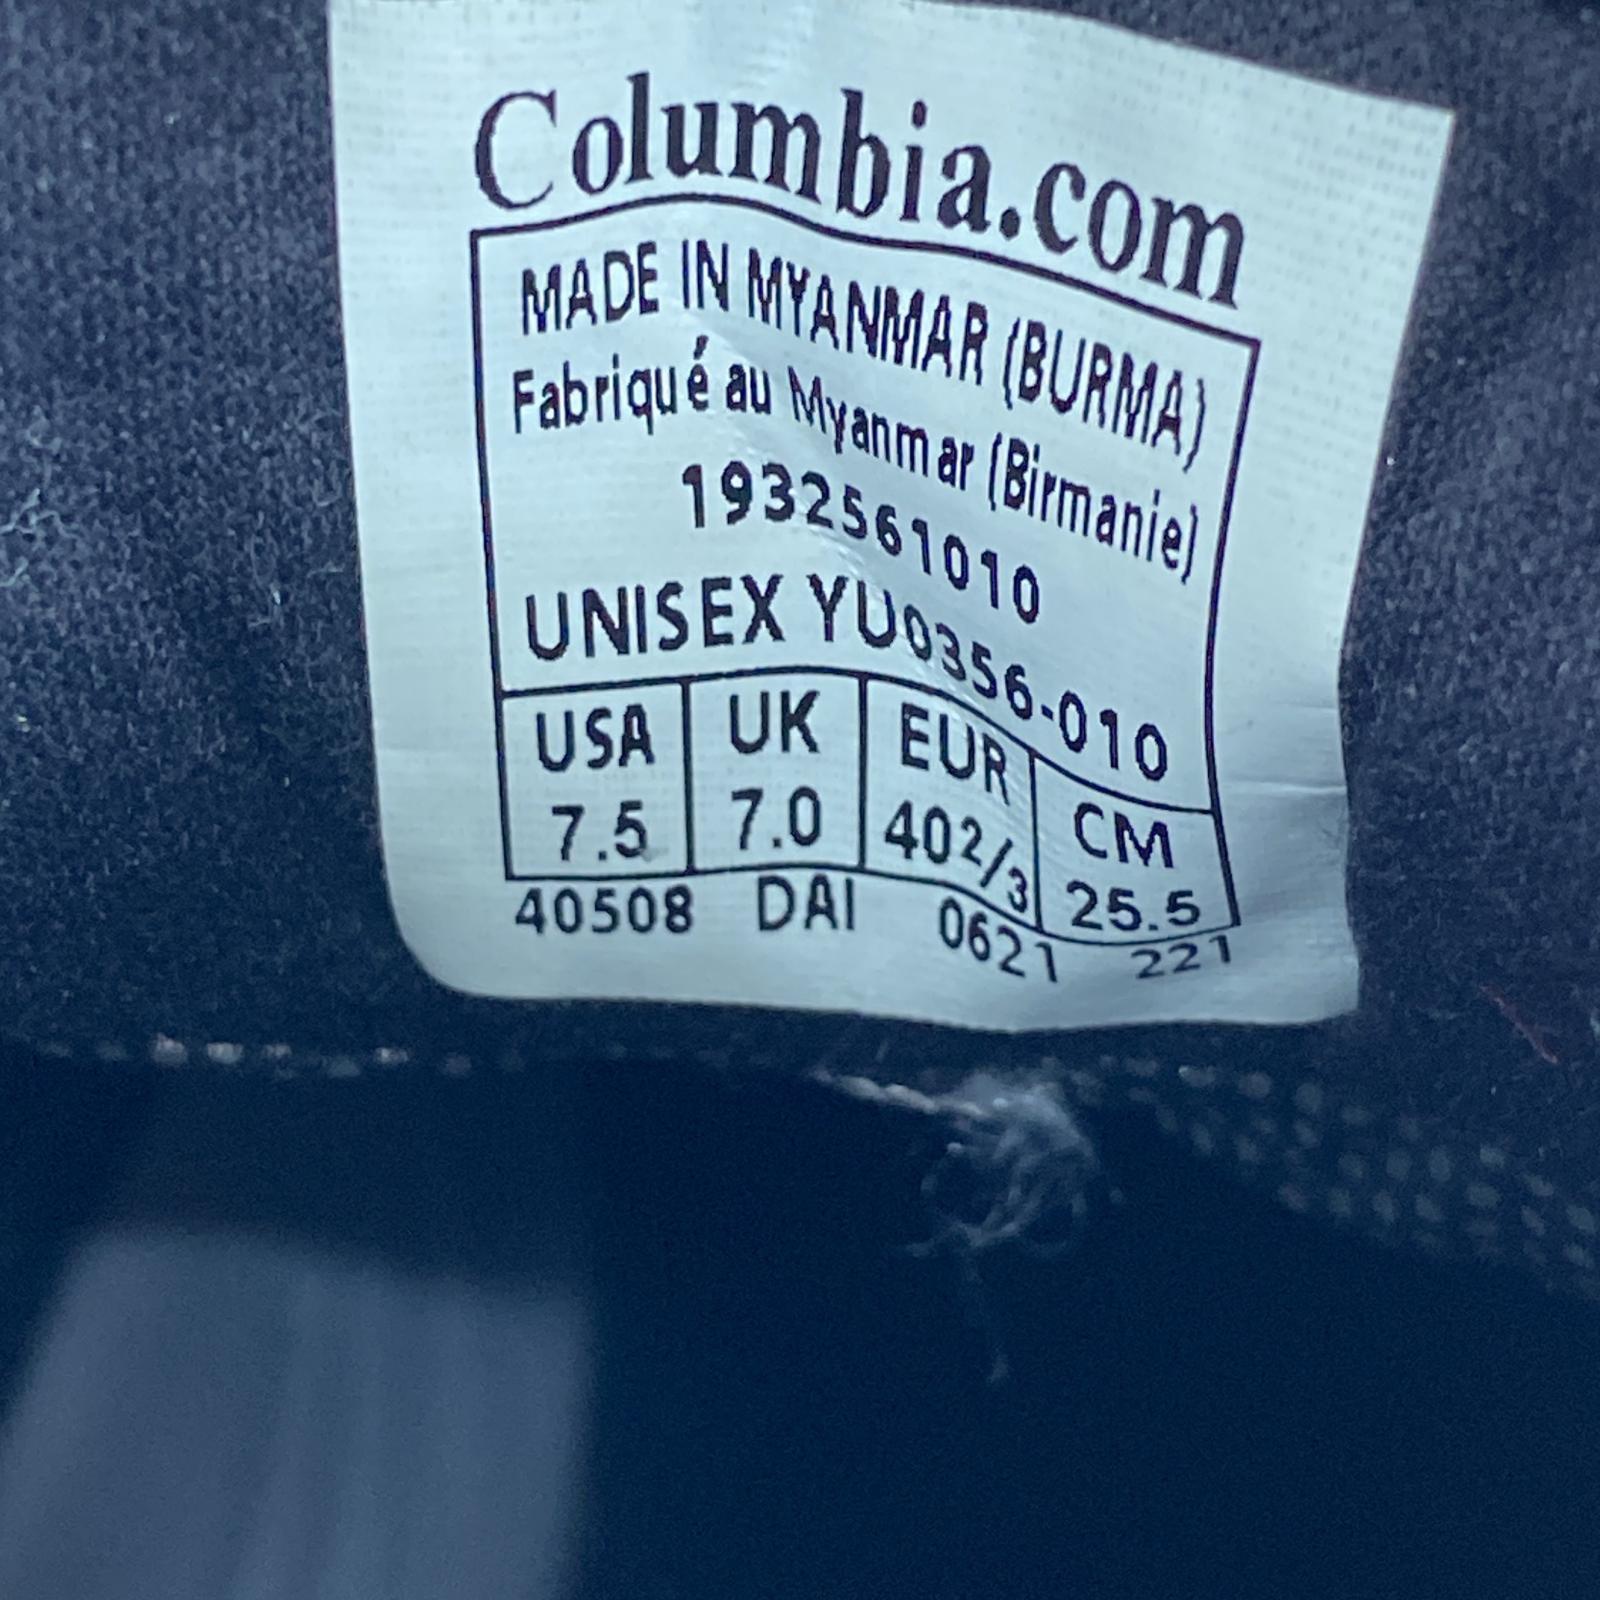 Columbia.com
MADE IN MYANMAR (BURMA)
Fabriqué au Myanmar (Birmanie)
1932561010
UNISEX YU0356-010
USA UK EUR CM
7.5 7.0 40 2/3 25.5
40508 DAI 0621 221